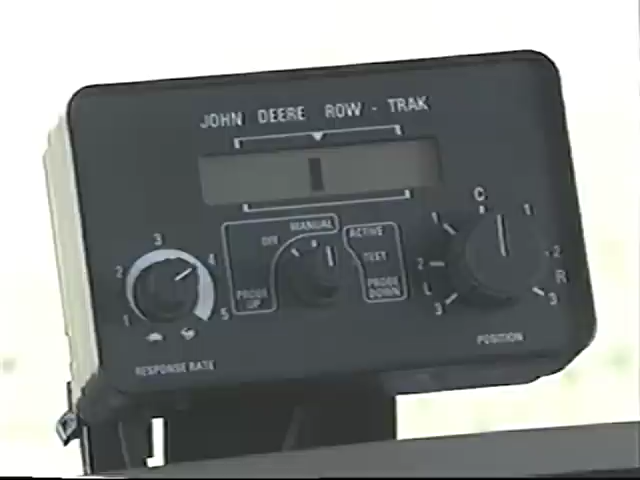 JOHN DEERE ROW - TRAK
MANUAL
OFF
ACTIVE
TEST
PROBE
UP
PROBE
DOWN
1
2
3
4
5
RESPONSE RATE
C
1
2
3
L
1
2
3
R
POSITION